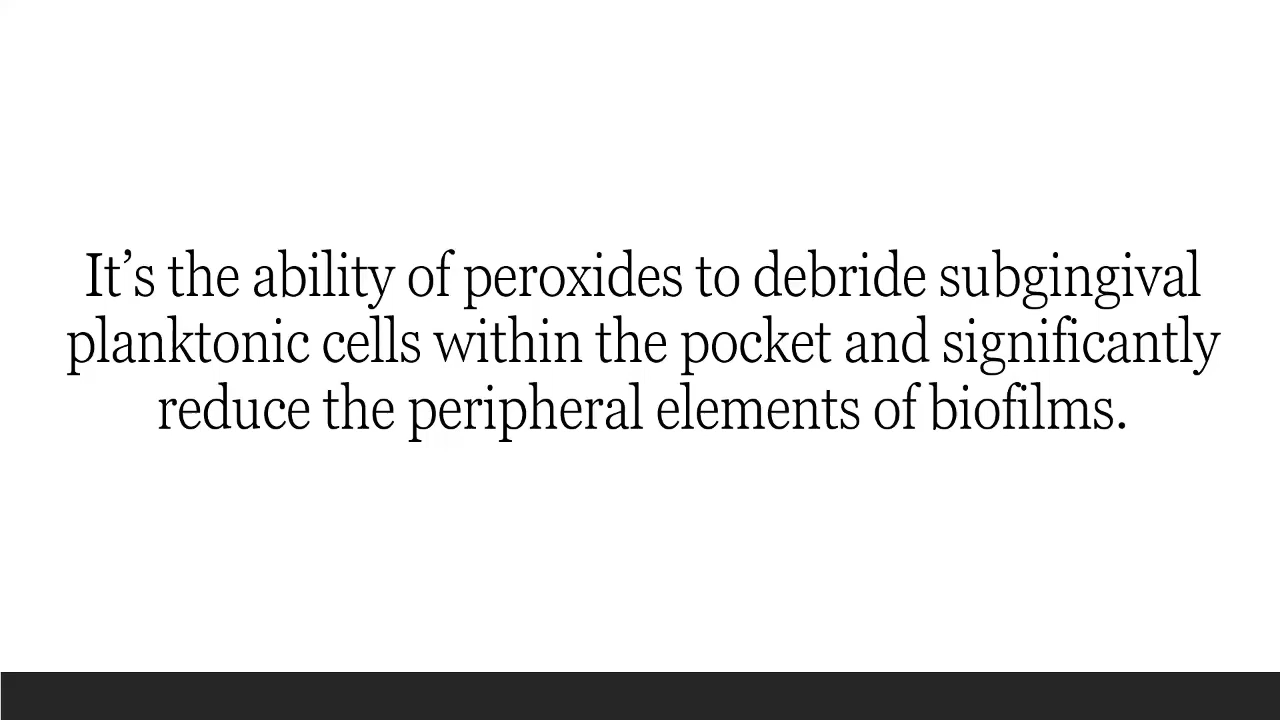 It’s the ability of peroxides to debride subgingival
planktonic cells within the pocket and significantly
reduce the peripheral elements of biofilms.